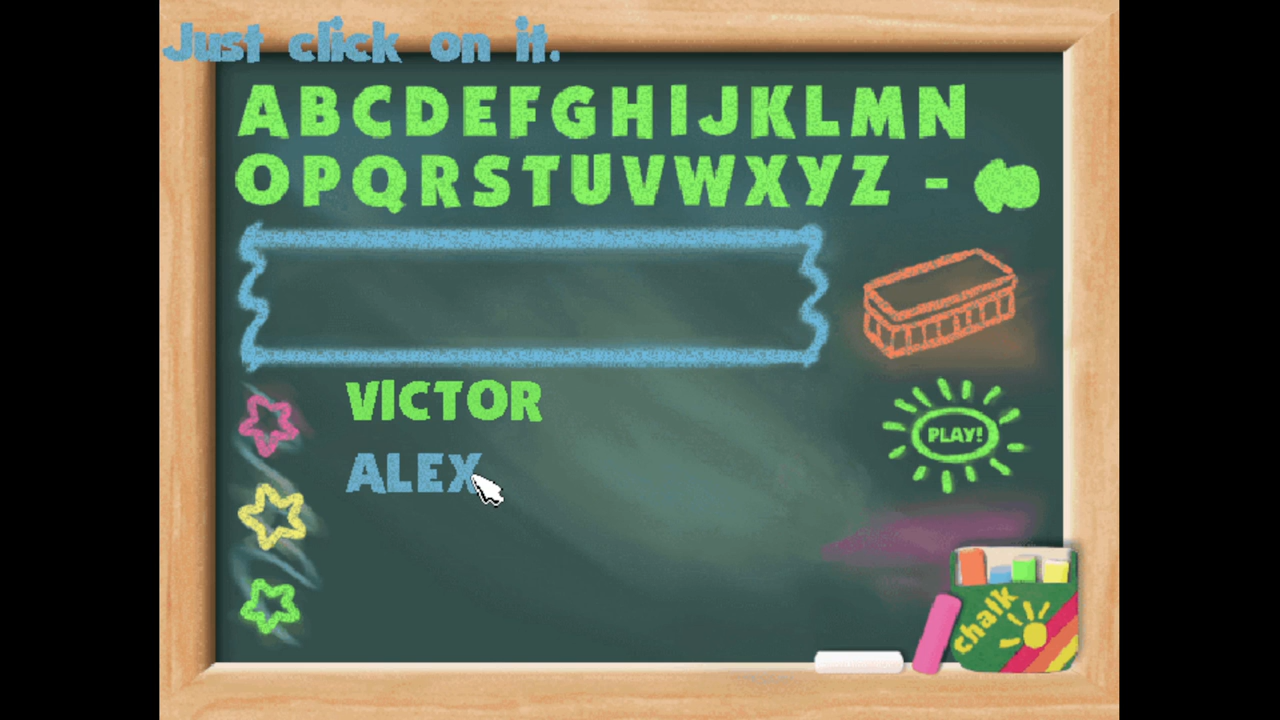 Just click on it.
ABCDEFGHIJKLMN
OPQRSTUVWXYZ -
VICTOR
PLAY!
ALEX
chalk